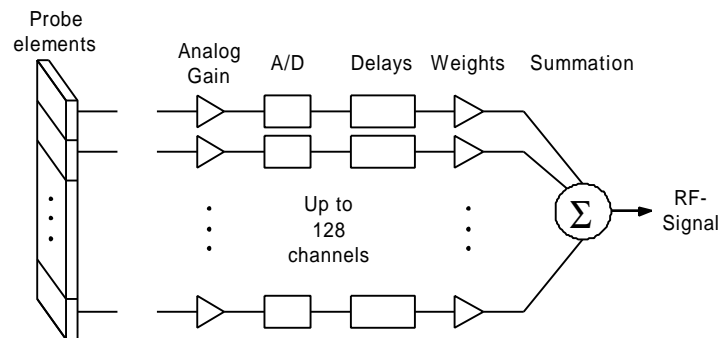 Probe
elements
Analog
Gain
A/D
Delays
Weights
Summation
Up to
128
channels
Σ
RF-
Signal